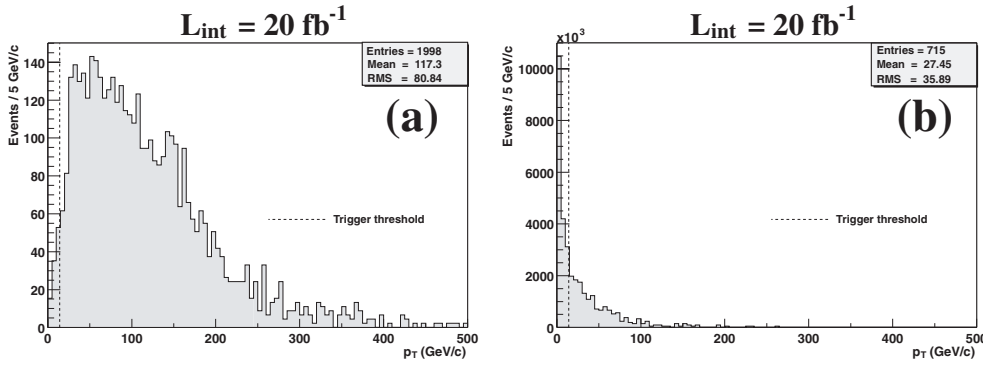 L_int = 20 fb⁻¹
Events / 5 GeV/c
140
120
100
80
60
40
20
0
Entries = 1998
Mean = 117.3
RMS = 80.84
(a)
Trigger threshold
0 100 200 300 400 500
p_T (GeV/c)
L_int = 20 fb⁻¹
x10³
Events / 5 GeV/c
10000
8000
6000
4000
2000
0
Entries = 715
Mean = 27.45
RMS = 35.89
(b)
Trigger threshold
0 100 200 300 400 500
p_T (GeV/c)